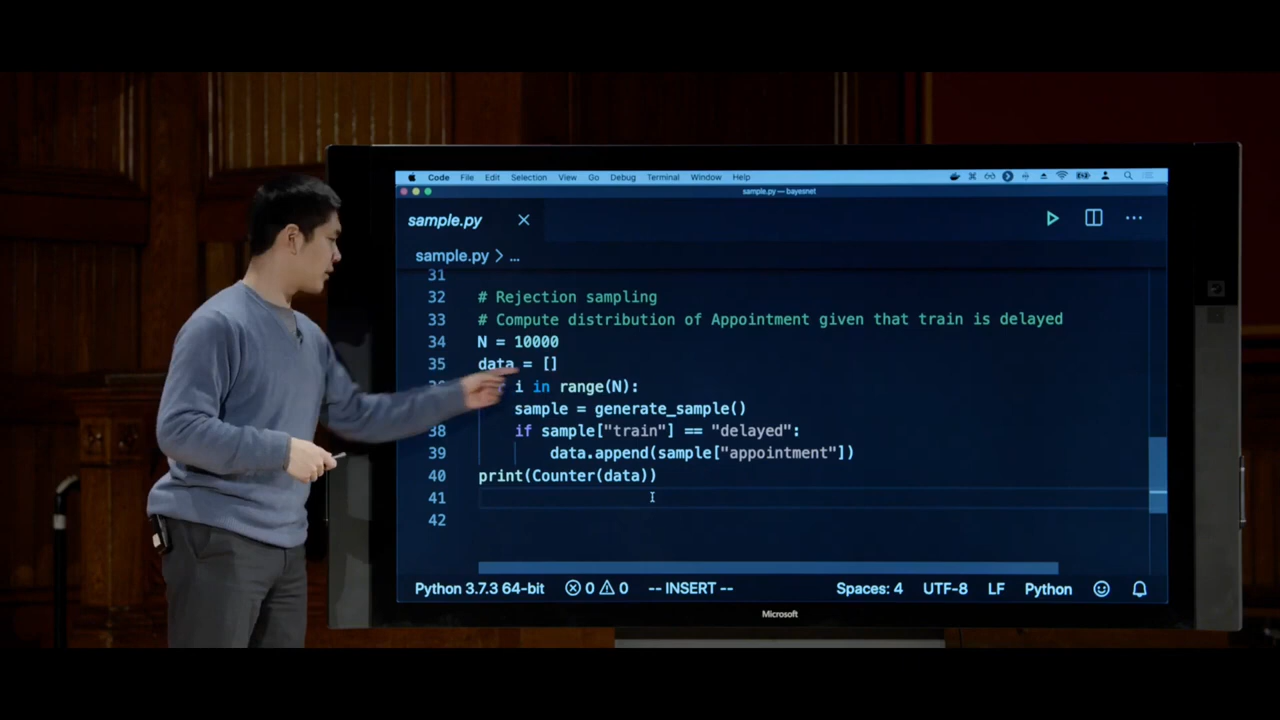 Code File Edit Selection View Go Debug Terminal Window Help
sample.py — bayesnet
sample.py
sample.py > ...
31
32 # Rejection sampling
33 # Compute distribution of Appointment given that train is delayed
34 N = 10000
35 data = []
i in range(N):
sample = generate_sample()
38 if sample["train"] == "delayed":
39 data.append(sample["appointment"])
40 print(Counter(data))
41
42
Python 3.7.3 64-bit 0 0 -- INSERT -- Spaces: 4 UTF-8 LF Python
Microsoft